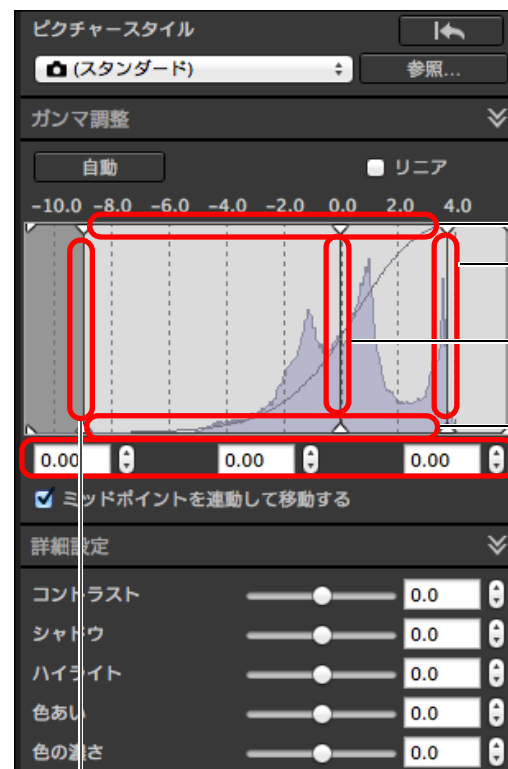 ピクチャースタイル
(スタンダード) 参照...
ガンマ調整
自動 リニア
-10.0 -8.0 -6.0 -4.0 -2.0 0.0 2.0 4.0
0.00 0.00 0.00
ミッドポイントを連動して移動する
詳細設定
コントラスト 0.0
シャドウ 0.0
ハイライト 0.0
色あい 0.0
色の濃さ 0.0